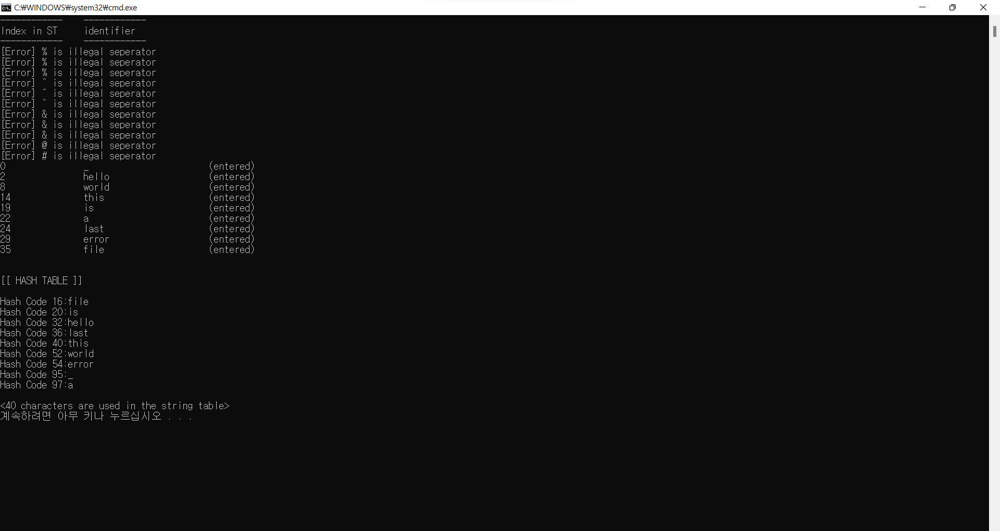 C:₩WINDOWS₩system32₩cmd.exe
------------    ------------
Index in ST     identifier
------------    ------------
[Error] % is illegal seperator
[Error] % is illegal seperator
[Error] % is illegal seperator
[Error] ^ is illegal seperator
[Error] ^ is illegal seperator
[Error] ^ is illegal seperator
[Error] & is illegal seperator
[Error] & is illegal seperator
[Error] & is illegal seperator
[Error] @ is illegal seperator
[Error] # is illegal seperator
0               _                       (entered)
2               hello                   (entered)
8               world                   (entered)
14              this                    (entered)
19              is                      (entered)
22              a                       (entered)
24              last                    (entered)
29              error                   (entered)
35              file                    (entered)
[[ HASH TABLE ]]
Hash Code 16:file
Hash Code 20:is
Hash Code 32:hello
Hash Code 36:last
Hash Code 40:this
Hash Code 52:world
Hash Code 54:error
Hash Code 95:_
Hash Code 97:a
<40 characters are used in the string table>
계속하려면 아무 키나 누르십시오 . . .